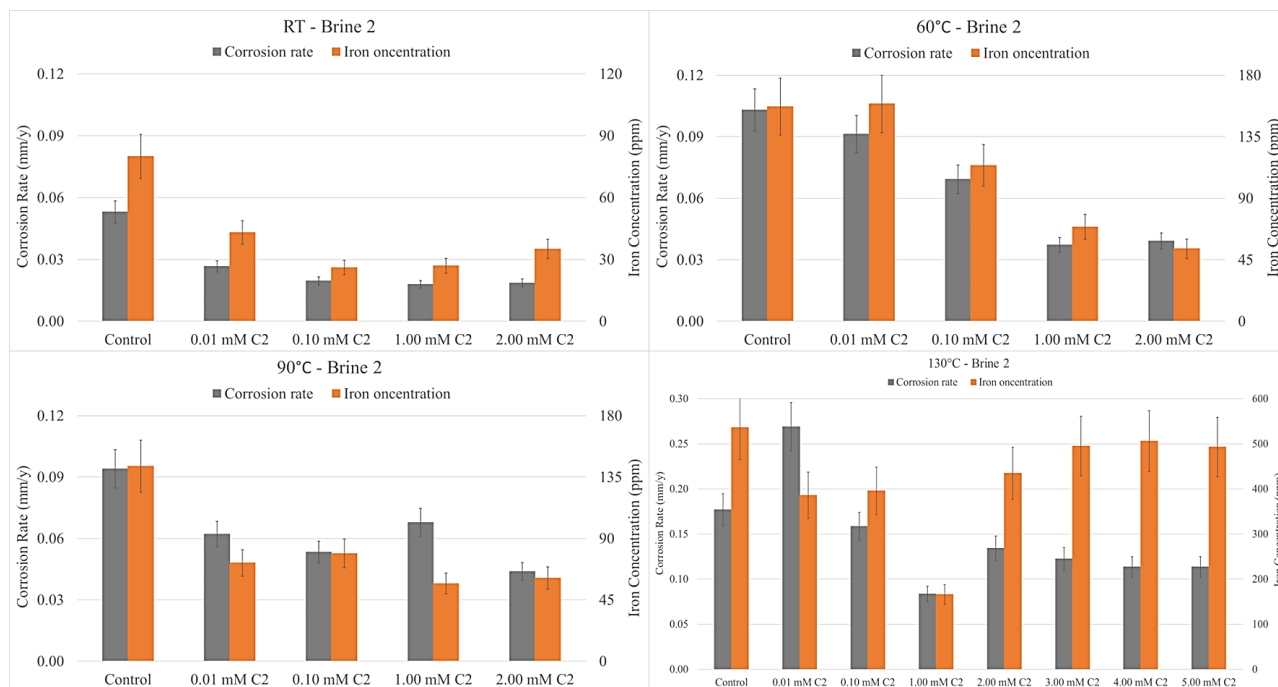 RT - Brine 2
Corrosion rate Iron oncentration
Corrosion Rate (mm/y)
0.12
0.09
0.06
0.03
0.00
120
90
60
30
0
Iron Concentration (ppm)
Control 0.01 mM C2 0.10 mM C2 1.00 mM C2 2.00 mM C2
60°C - Brine 2
Corrosion rate Iron oncentration
Corrosion Rate (mm/y)
0.12
0.09
0.06
0.03
0.00
180
135
90
45
0
Iron Concentration (ppm)
Control 0.01 mM C2 0.10 mM C2 1.00 mM C2 2.00 mM C2
90°C - Brine 2
Corrosion rate Iron oncentration
Corrosion Rate (mm/y)
0.12
0.09
0.06
0.03
0.00
180
135
90
45
0
Iron Concentration (ppm)
Control 0.01 mM C2 0.10 mM C2 1.00 mM C2 2.00 mM C2
130°C - Brine 2
Corrosion rate Iron oncentration
Corrosion Rate (mm/y)
0.30
0.25
0.20
0.15
0.10
0.05
0.00
600
500
400
300
200
100
0
Iron Concentration (ppm)
Control 0.01 mM C2 0.10 mM C2 1.00 mM C2 2.00 mM C2 3.00 mM C2 4.00 mM C2 5.00 mM C2